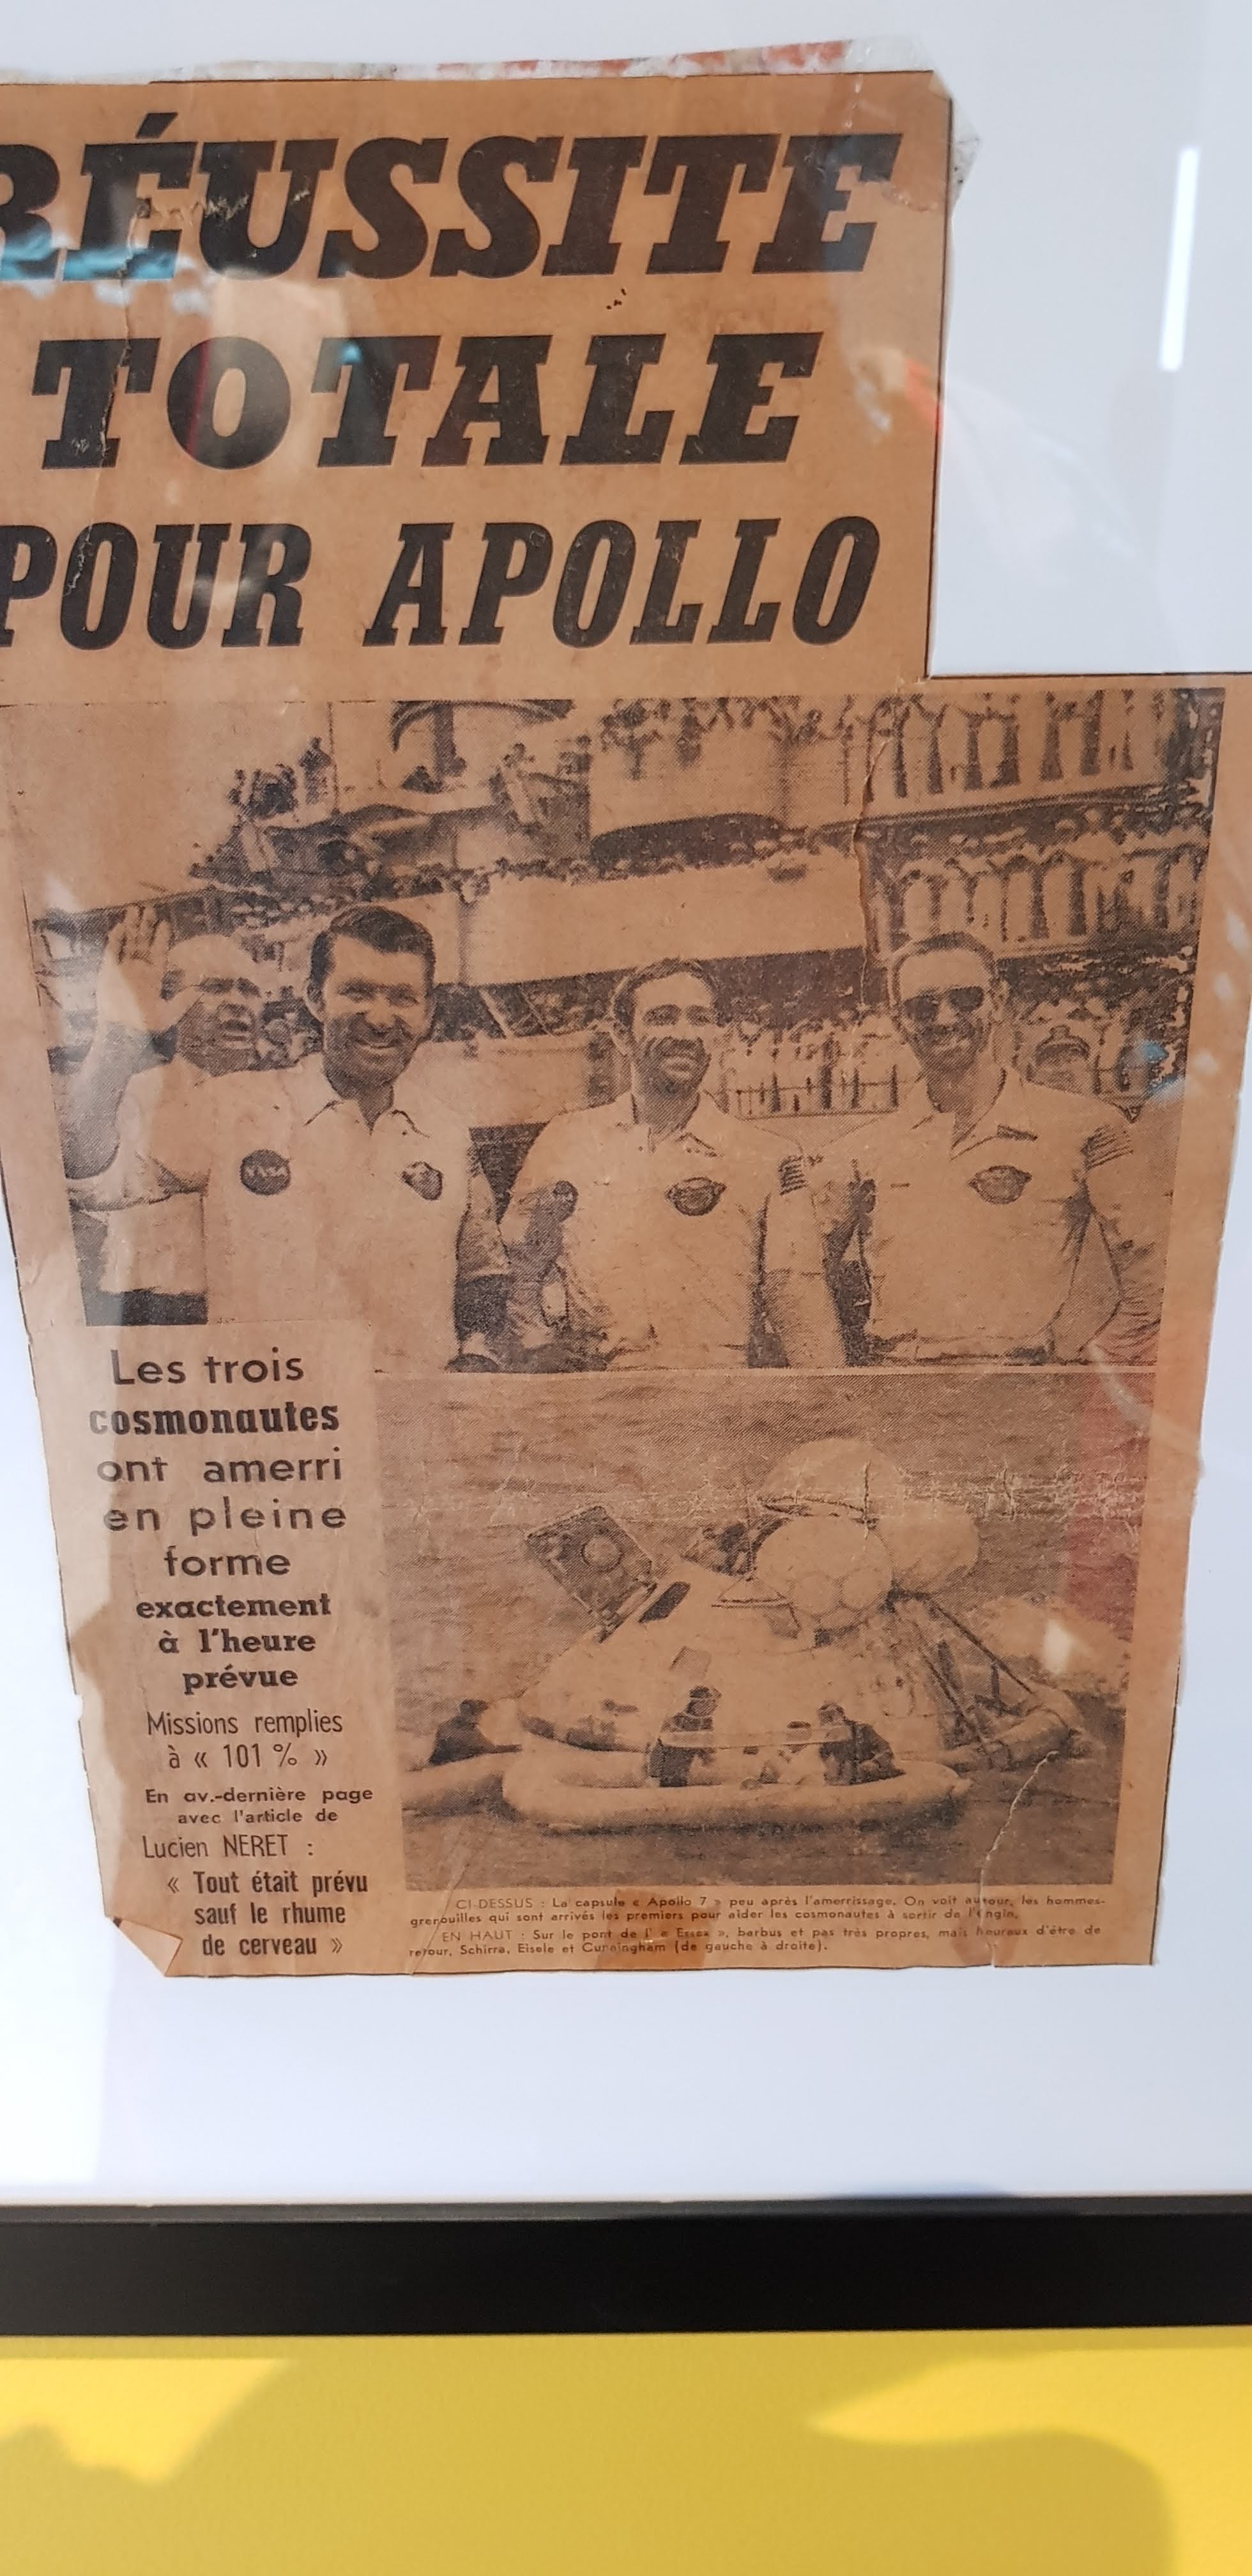 RÉUSSITE
TOTALE
POUR APOLLO
NASA
Les trois
cosmonautes
ont amerri
en pleine
forme
exactement
à l'heure
prévue
Missions remplies
à « 101 % »
En av.-dernière page
avec l'article de
Lucien NERET :
« Tout était prévu
sauf le rhume
de cerveau »
CI-DESSUS : La capsule « Apollo 7 » peu après l'amerrissage. On voit autour, les hommes-
grenouilles qui sont arrivés les premiers pour aider les cosmonautes à sortir de l'engin.
EN HAUT : Sur le pont de l' « Essex », barbus et pas très propres, mais heureux d'être de
retour, Schirra, Eisele et Cunningham (de gauche à droite).